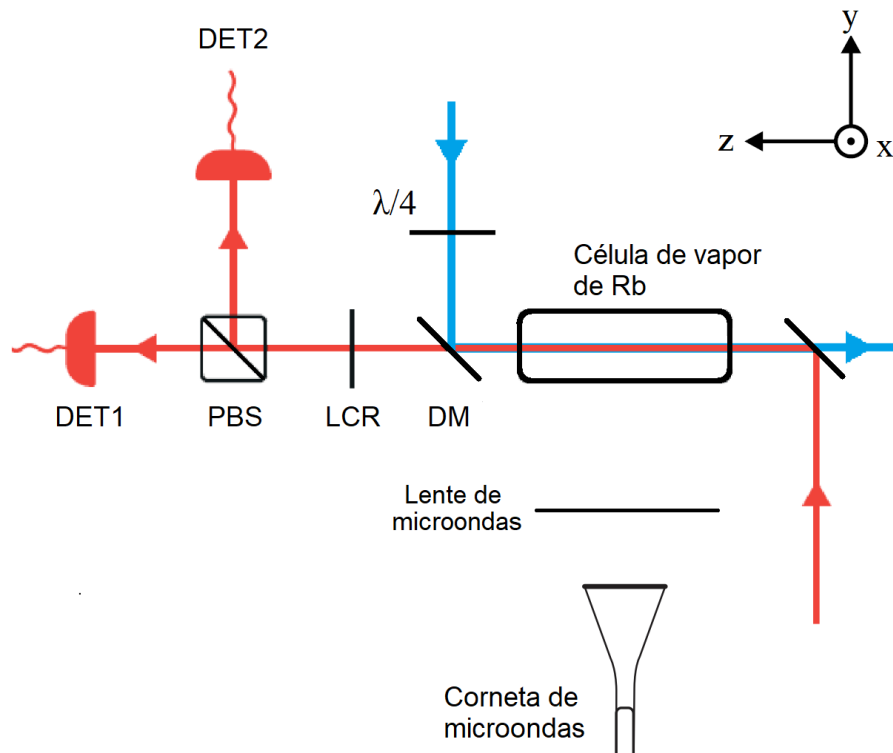 DET2
y
z
x
λ/4
Célula de vapor
de Rb
DET1
PBS
LCR
DM
Lente de
microondas
Corneta de
microondas